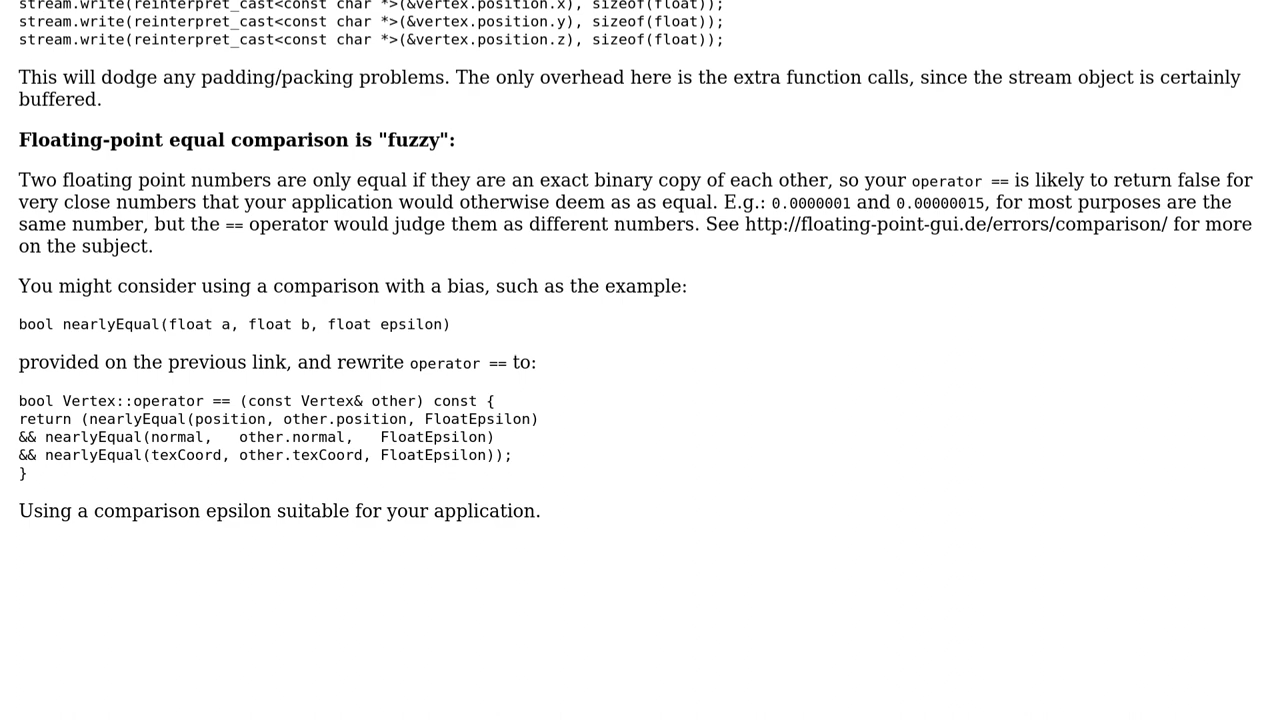 stream.write(reinterpret_cast<const char *>(&vertex.position.x), sizeof(float));
stream.write(reinterpret_cast<const char *>(&vertex.position.y), sizeof(float));
stream.write(reinterpret_cast<const char *>(&vertex.position.z), sizeof(float));
This will dodge any padding/packing problems. The only overhead here is the extra function calls, since the stream object is certainly
buffered.
Floating-point equal comparison is "fuzzy":
Two floating point numbers are only equal if they are an exact binary copy of each other, so your operator == is likely to return false for
very close numbers that your application would otherwise deem as as equal. E.g.: 0.0000001 and 0.00000015, for most purposes are the
same number, but the == operator would judge them as different numbers. See http://floating-point-gui.de/errors/comparison/ for more
on the subject.
You might consider using a comparison with a bias, such as the example:
bool nearlyEqual(float a, float b, float epsilon)
provided on the previous link, and rewrite operator == to:
bool Vertex::operator == (const Vertex& other) const {
return (nearlyEqual(position, other.position, FloatEpsilon)
&& nearlyEqual(normal,   other.normal,   FloatEpsilon)
&& nearlyEqual(texCoord, other.texCoord, FloatEpsilon));
}
Using a comparison epsilon suitable for your application.